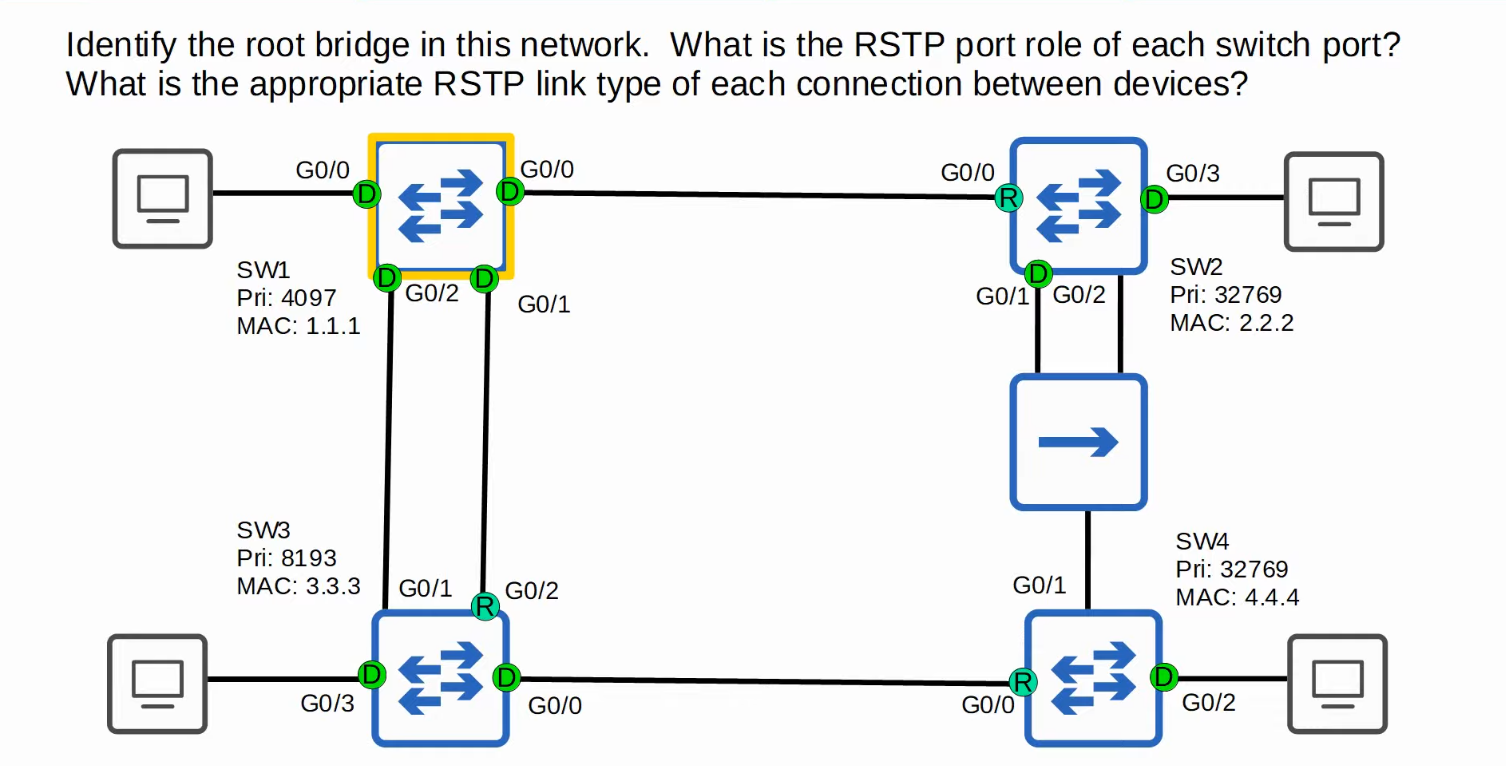 Identify the root bridge in this network.  What is the RSTP port role of each switch port?
What is the appropriate RSTP link type of each connection between devices?
G0/0
D
D
G0/0
G0/0
R
D
G0/3
D
G0/2
D
G0/1
SW1
Pri: 4097
MAC: 1.1.1
D
G0/1
G0/2
SW2
Pri: 32769
MAC: 2.2.2
SW3
Pri: 8193
MAC: 3.3.3
G0/1
R
G0/2
G0/1
SW4
Pri: 32769
MAC: 4.4.4
G0/3
D
D
G0/0
G0/0
R
D
G0/2